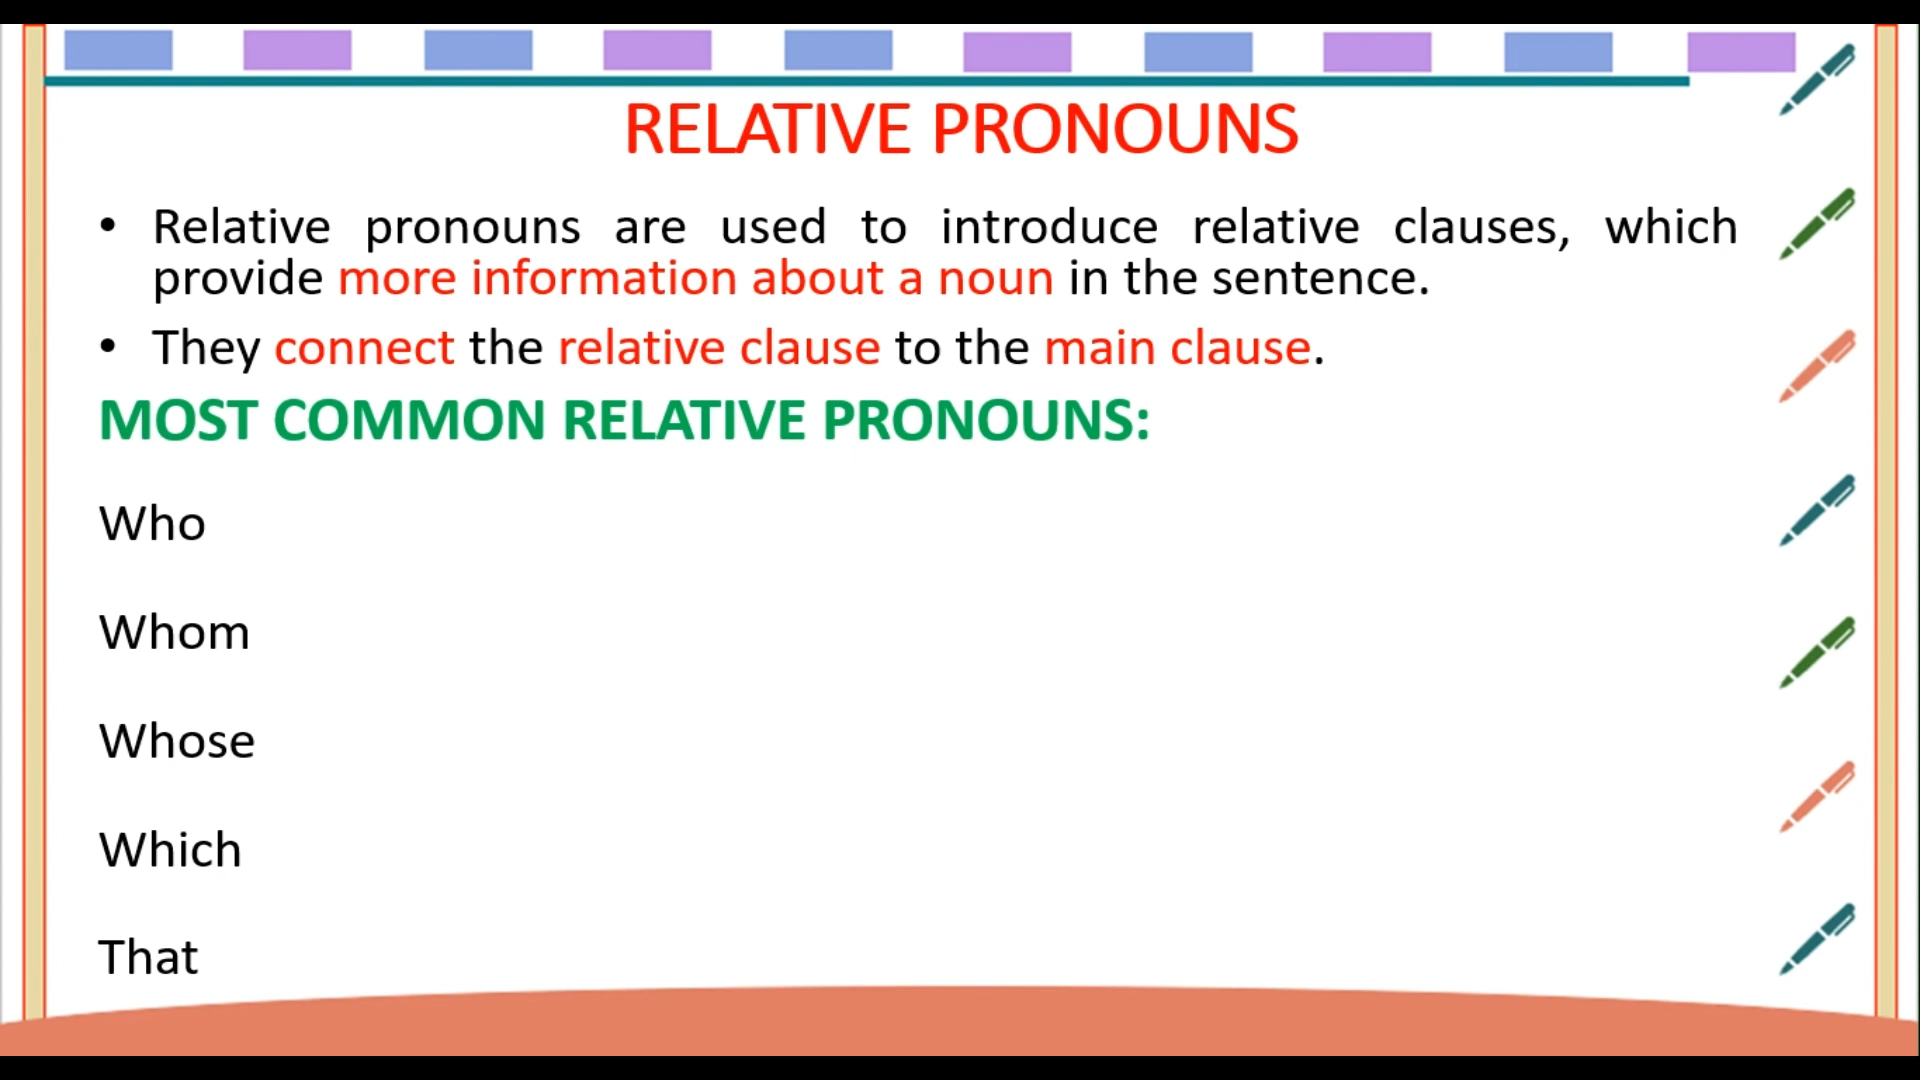 RELATIVE PRONOUNS
• Relative pronouns are used to introduce relative clauses, which
provide more information about a noun in the sentence.
• They connect the relative clause to the main clause.
MOST COMMON RELATIVE PRONOUNS:
Who
Whom
Whose
Which
That